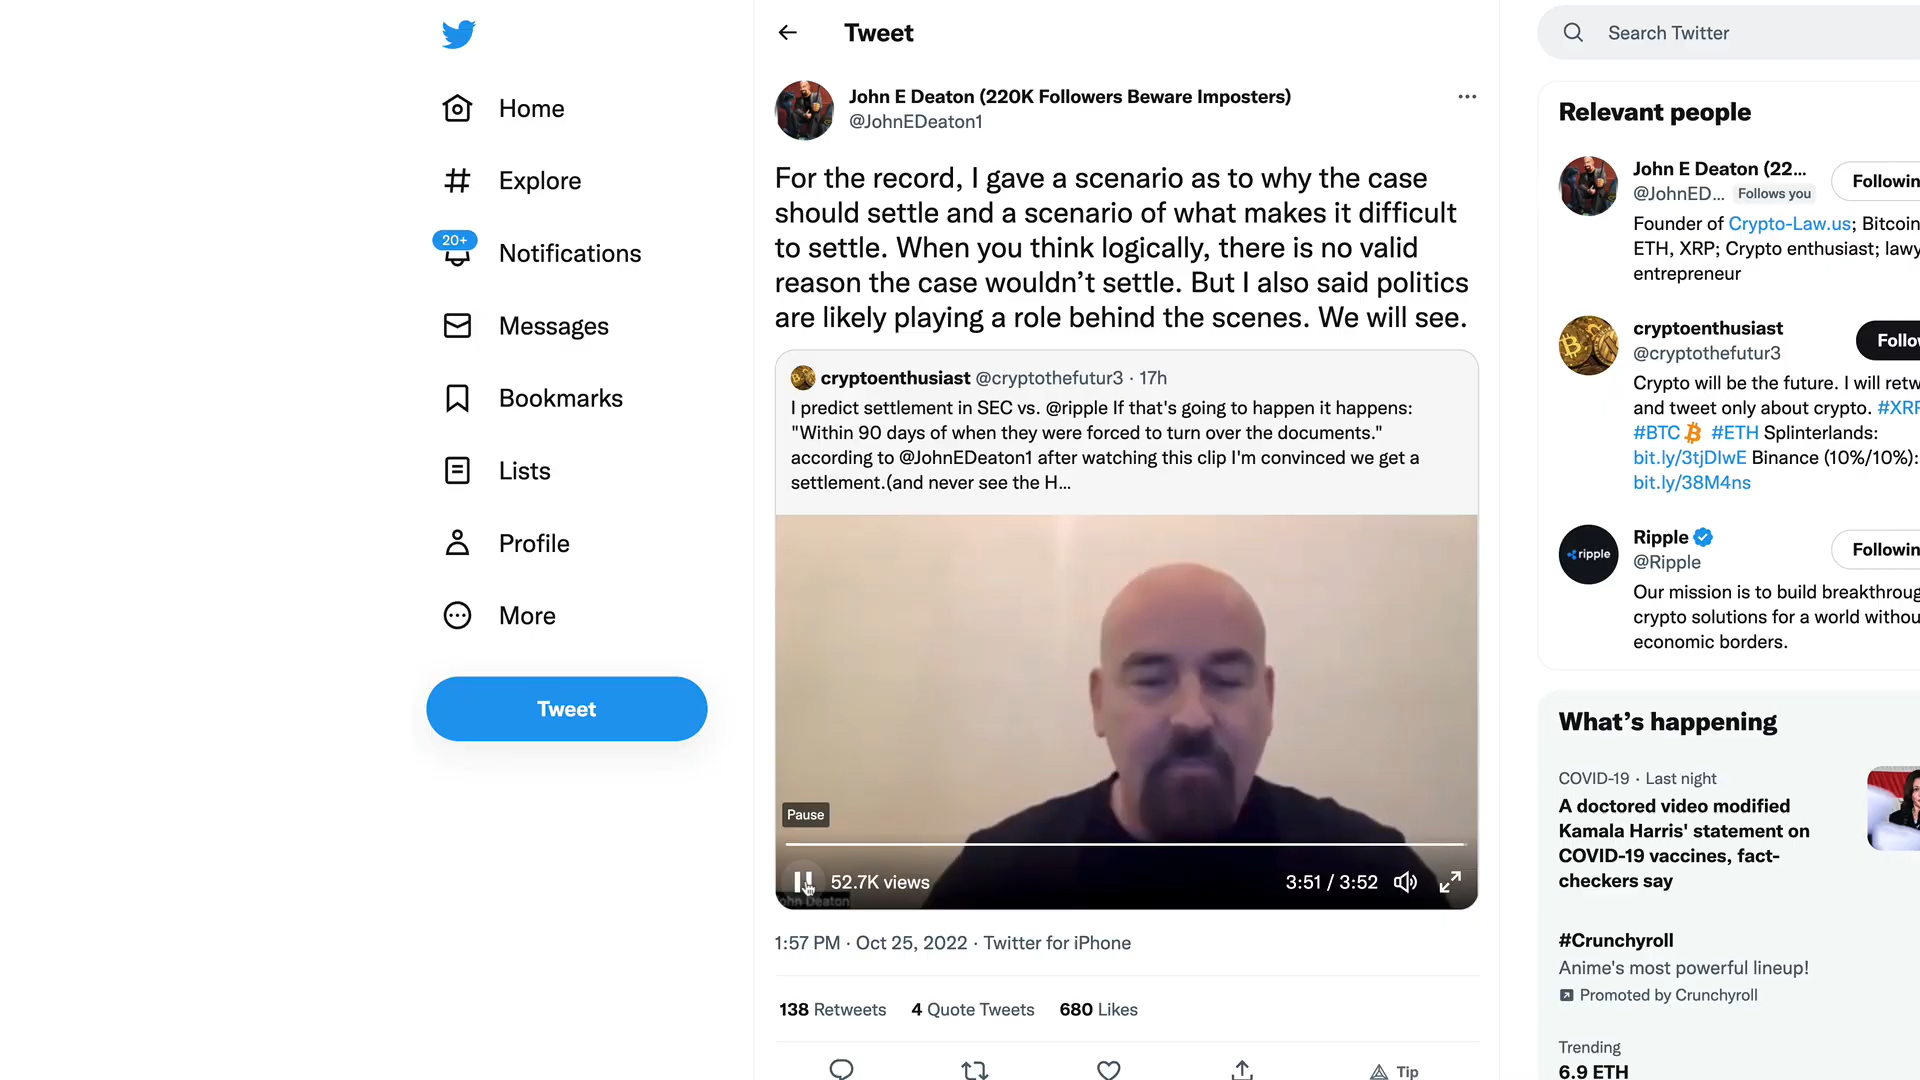 Home
Explore
20+
Notifications
Messages
Bookmarks
Lists
Profile
More
Tweet
Tweet
John E Deaton (220K Followers Beware Imposters)
@JohnEDeaton1
For the record, I gave a scenario as to why the case
should settle and a scenario of what makes it difficult
to settle. When you think logically, there is no valid
reason the case wouldn’t settle. But I also said politics
are likely playing a role behind the scenes. We will see.
cryptoenthusiast @cryptothefutur3 · 17h
I predict settlement in SEC vs. @ripple If that's going to happen it happens:
"Within 90 days of when they were forced to turn over the documents."
according to @JohnEDeaton1 after watching this clip I'm convinced we get a
settlement.(and never see the H...
Pause
52.7K views
3:51 / 3:52
John Deaton
1:57 PM · Oct 25, 2022 · Twitter for iPhone
138 Retweets 4 Quote Tweets 680 Likes
Tip
Search Twitter
Relevant people
John E Deaton (22...
@JohnED... Follows you
Followin
Founder of Crypto-Law.us; Bitcoin
ETH, XRP; Crypto enthusiast; lawy
entrepreneur
cryptoenthusiast
@cryptothefutur3
Follo
Crypto will be the future. I will retw
and tweet only about crypto. #XRP
#BTC #ETH Splinterlands:
bit.ly/3tjDIwE Binance (10%/10%):
bit.ly/38M4ns
ripple
Ripple
@Ripple
Followin
Our mission is to build breakthroug
crypto solutions for a world withou
economic borders.
What’s happening
COVID-19 · Last night
A doctored video modified
Kamala Harris' statement on
COVID-19 vaccines, fact-
checkers say
#Crunchyroll
Anime's most powerful lineup!
Promoted by Crunchyroll
Trending
6.9 ETH